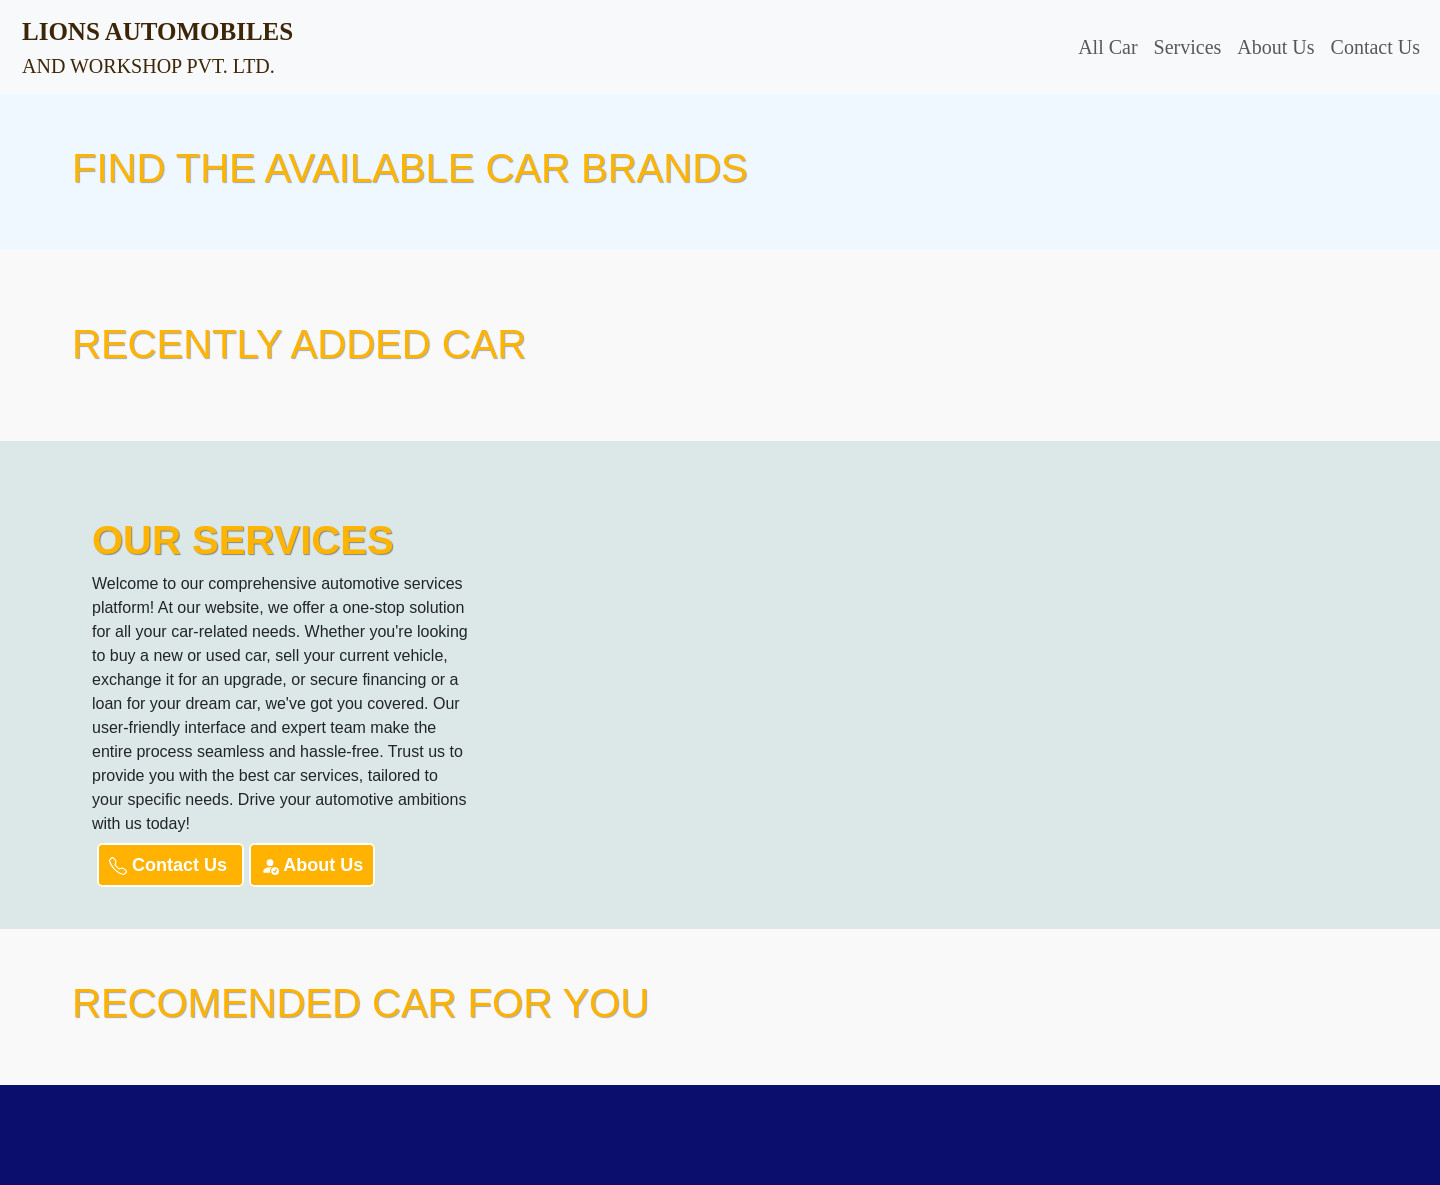 LIONS AUTOMOBILES
AND WORKSHOP PVT. LTD.
All Car Services About Us Contact Us
FIND THE AVAILABLE CAR BRANDS
RECENTLY ADDED CAR
OUR SERVICES
Welcome to our comprehensive automotive services
platform! At our website, we offer a one-stop solution
for all your car-related needs. Whether you're looking
to buy a new or used car, sell your current vehicle,
exchange it for an upgrade, or secure financing or a
loan for your dream car, we've got you covered. Our
user-friendly interface and expert team make the
entire process seamless and hassle-free. Trust us to
provide you with the best car services, tailored to
your specific needs. Drive your automotive ambitions
with us today!
Contact Us About Us
RECOMENDED CAR FOR YOU